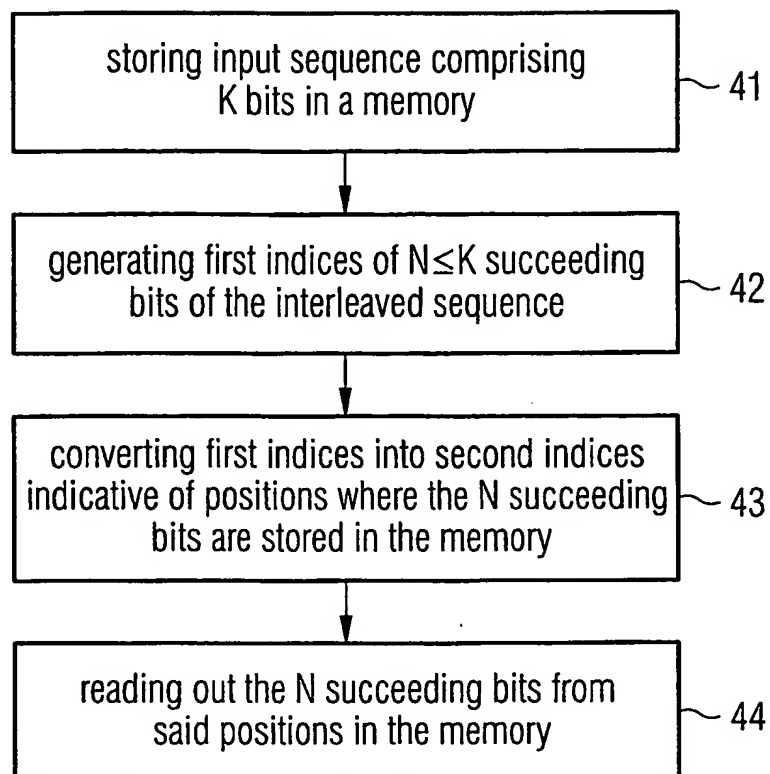 storing input sequence comprising
K bits in a memory
41
generating first indices of N≤K succeeding
bits of the interleaved sequence
42
converting first indices into second indices
indicative of positions where the N succeeding
bits are stored in the memory
43
reading out the N succeeding bits from
said positions in the memory
44